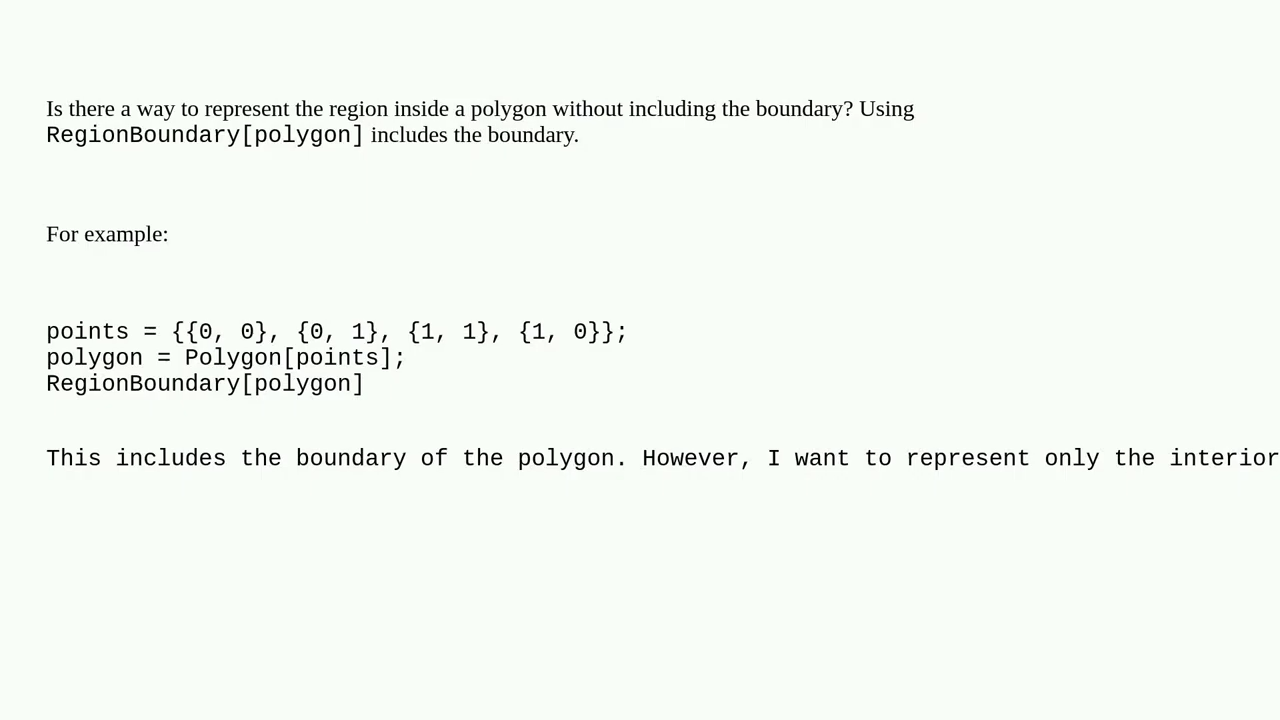 Is there a way to represent the region inside a polygon without including the boundary? Using
RegionBoundary[polygon] includes the boundary.
For example:
points = {{0, 0}, {0, 1}, {1, 1}, {1, 0}};
polygon = Polygon[points];
RegionBoundary[polygon]
This includes the boundary of the polygon. However, I want to represent only the interior